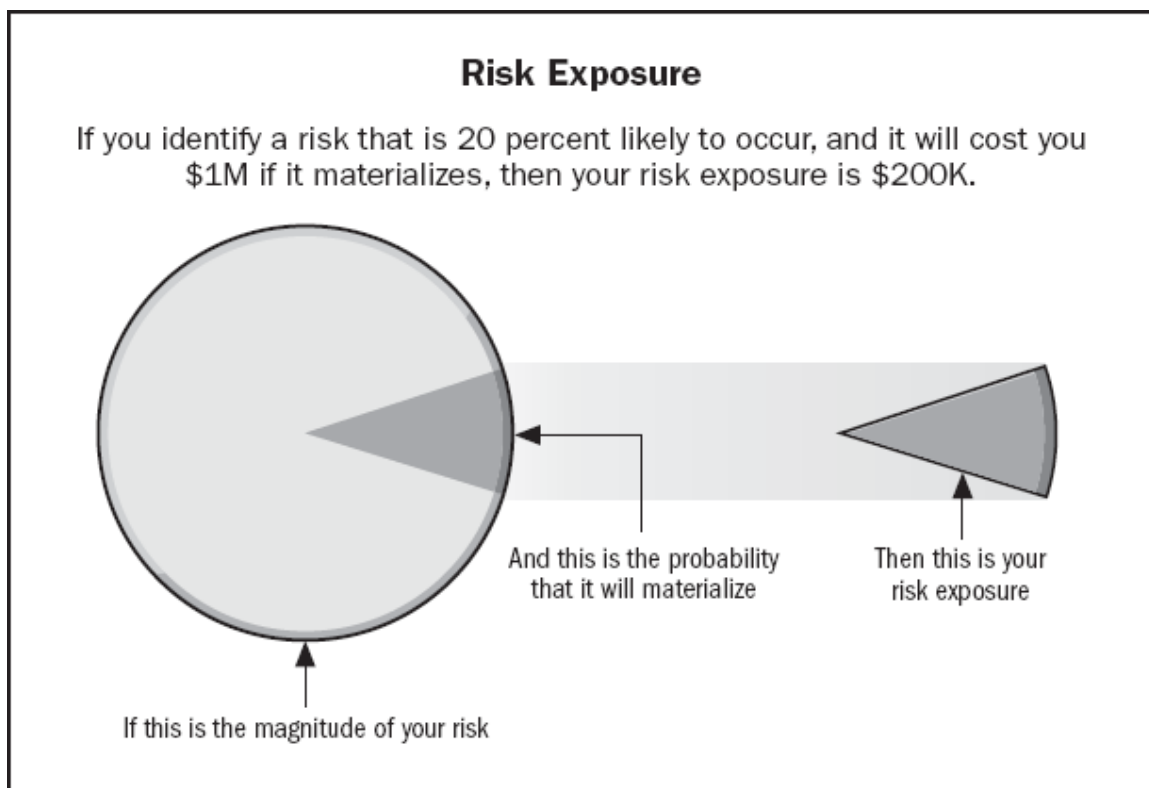 Risk Exposure
If you identify a risk that is 20 percent likely to occur, and it will cost you
$1M if it materializes, then your risk exposure is $200K.
And this is the probability
that it will materialize
Then this is your
risk exposure
If this is the magnitude of your risk